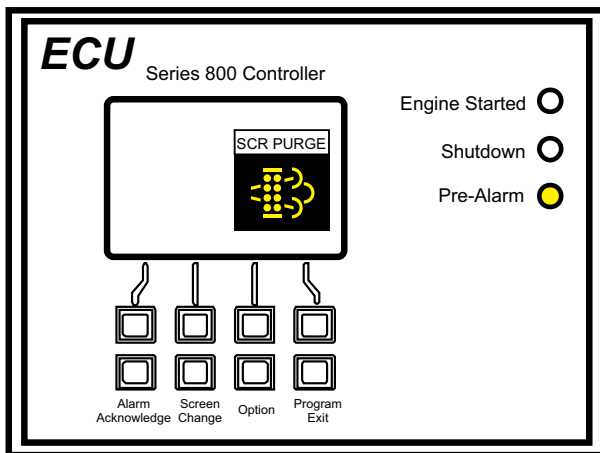 ECU
Series 800 Controller
Engine Started
Shutdown
Pre-Alarm
SCR PURGE
Alarm
Acknowledge
Screen
Change
Option
Program
Exit